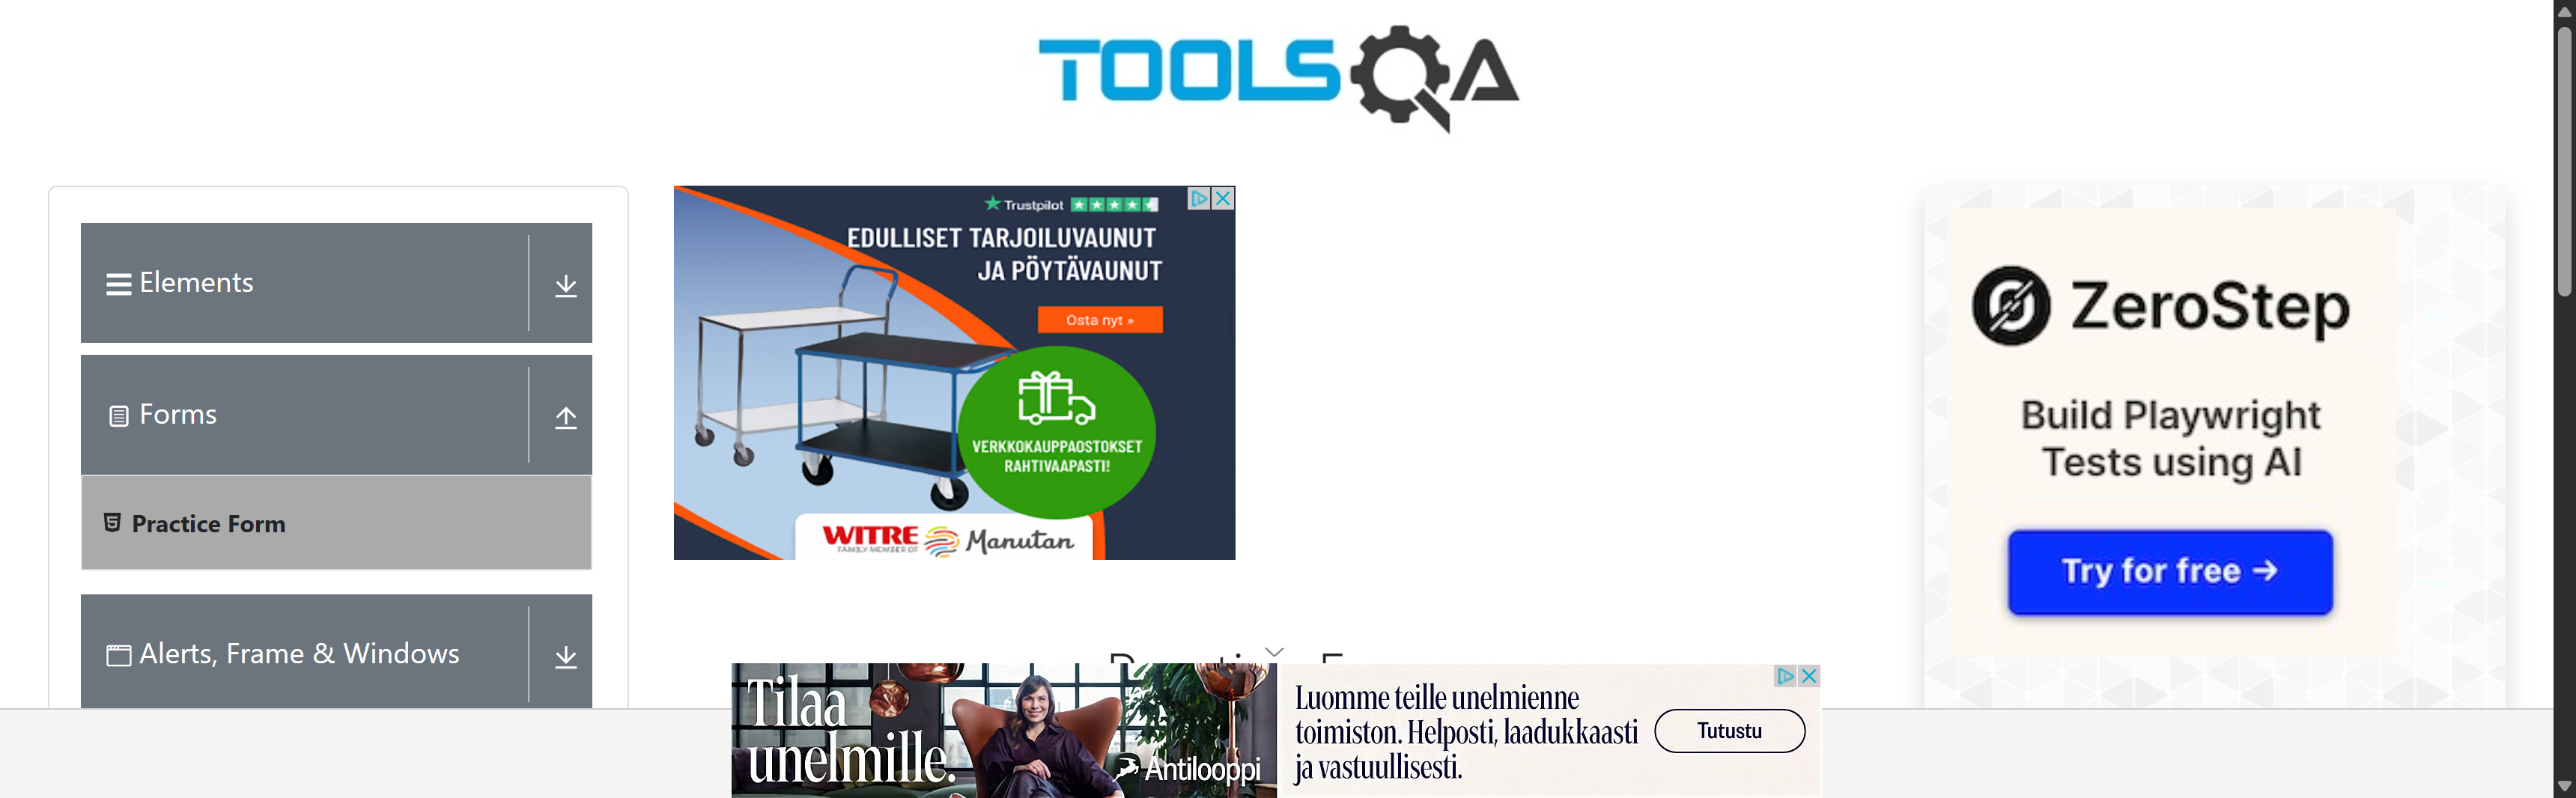 TOOLSQA
Elements
Forms
Practice Form
Alerts, Frame & Windows
Trustpilot
EDULLISET TARJOILUVAUNUT
JA PÖYTÄVAUNUT
Osta nyt »
VERKKOKAUPPAOSTOKSET
RAHTIVAAPASTI!
WITRE
FAMILY MEMBER OF
Manutan
ZeroStep
Build Playwright
Tests using AI
Try for free →
Tilaa
unelmille.
Antilooppi
Luomme teille unelmienne
toimiston. Helposti, laadukkaasti
ja vastuullisesti.
Tutustu